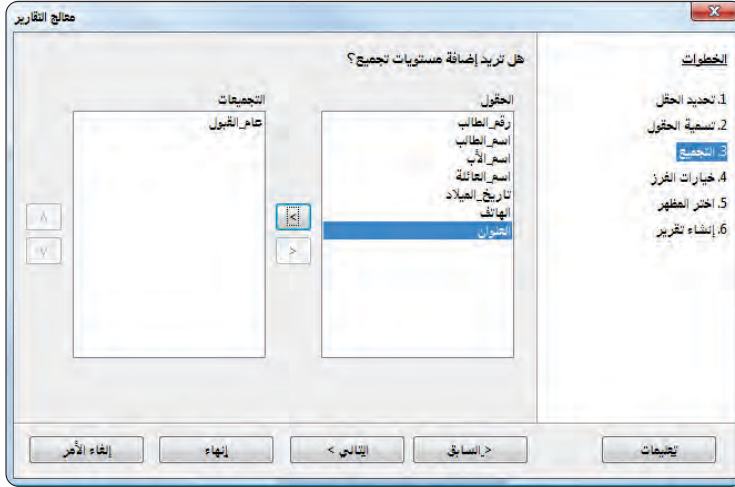 معالج التقارير
الخطوات
1. تحديد الحقل
2. تسمية الحقول
3. التجميع
4. خيارات الفرز
5. اختر المظهر
6. إنشاء تقرير
هل تريد إضافة مستويات تجميع؟
الحقول
رقم_الطالب
اسم_الطالب
اسم_الأب
اسم_العائلة
تاريخ_الميلاد
الهاتف
العنوان
>
<
التجميعات
عام_القبول
∧
∨
تعليمات
< السابق
التالي >
إنهاء
إلغاء الأمر